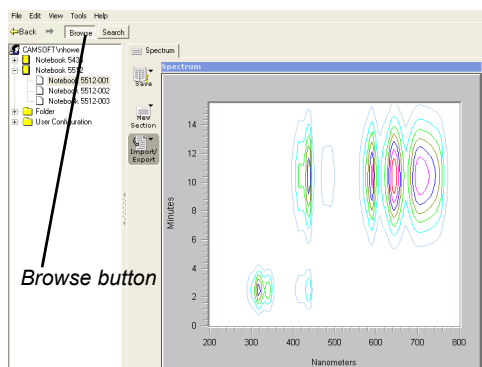 File Edit View Tools Help
Back Browse Search
CAMSOFT\nhowe
Notebook 543
Notebook 5512
Notebook 5512-001
Notebook 5512-002
Notebook 5512-003
Folder
User Configuration
Spectrum
Spectrum
Save
New
Section
Import/
Export
Minutes
14
12
10
8
6
4
2
0
200 300 400 500 600 700 800
Nanometers
Browse button